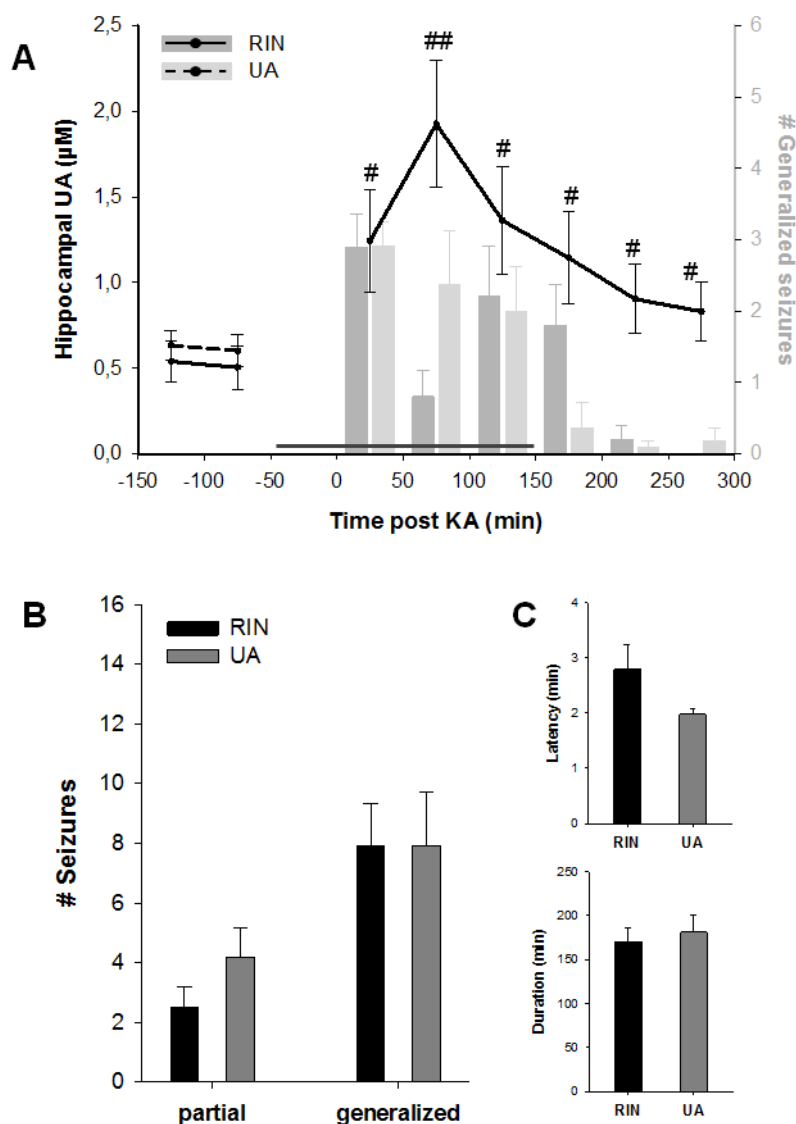 A
RIN
UA
Hippocampal UA (µM)
2,5
2,0
1,5
1,0
0,5
0,0
# Generalized seizures
6
5
4
3
2
1
0
#
##
#
#
#
#
-150 -100 -50 0 50 100 150 200 250 300
Time post KA (min)
B
RIN
UA
# Seizures
16
14
12
10
8
6
4
2
0
partial generalized
C
Latency (min)
4
3
2
1
0
RIN UA
Duration (min)
250
200
150
100
50
0
RIN UA